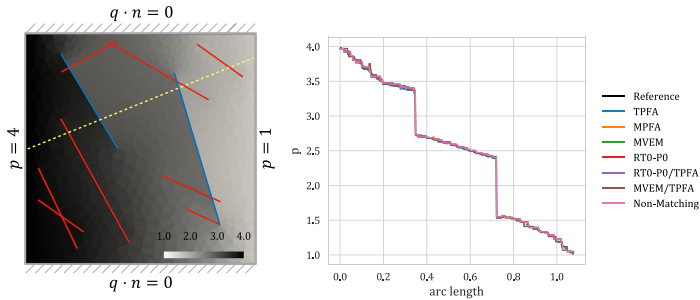 q · n = 0
p = 4
p = 1
1.0 2.0 3.0 4.0
q · n = 0
4.0
3.5
3.0
2.5
2.0
1.5
1.0
p
0.0 0.2 0.4 0.6 0.8 1.0
arc length
Reference
TPFA
MPFA
MVEM
RT0-P0
RT0-P0/TPFA
MVEM/TPFA
Non-Matching